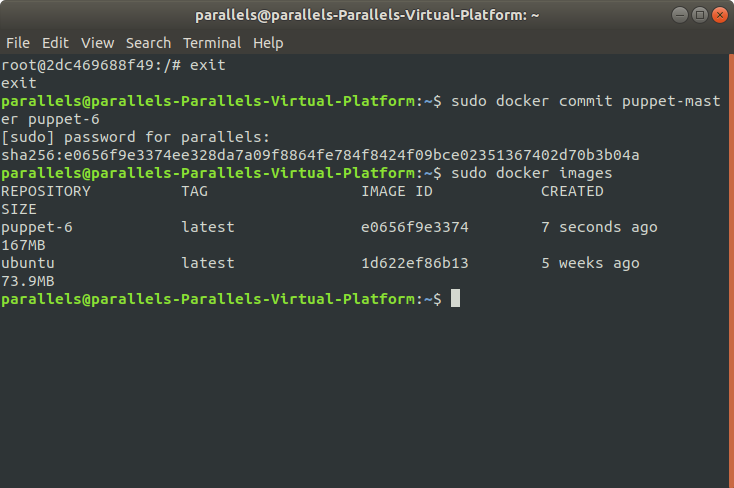 parallels@parallels-Parallels-Virtual-Platform: ~
File Edit View Search Terminal Help
root@2dc469688f49:/# exit
exit
parallels@parallels-Parallels-Virtual-Platform:~$ sudo docker commit puppet-mast
er puppet-6
[sudo] password for parallels:
sha256:e0656f9e3374ee328da7a09f8864fe784f8424f09bce02351367402d70b3b04a
parallels@parallels-Parallels-Virtual-Platform:~$ sudo docker images
REPOSITORY TAG IMAGE ID CREATED
SIZE
puppet-6 latest e0656f9e3374 7 seconds ago
167MB
ubuntu latest 1d622ef86b13 5 weeks ago
73.9MB
parallels@parallels-Parallels-Virtual-Platform:~$